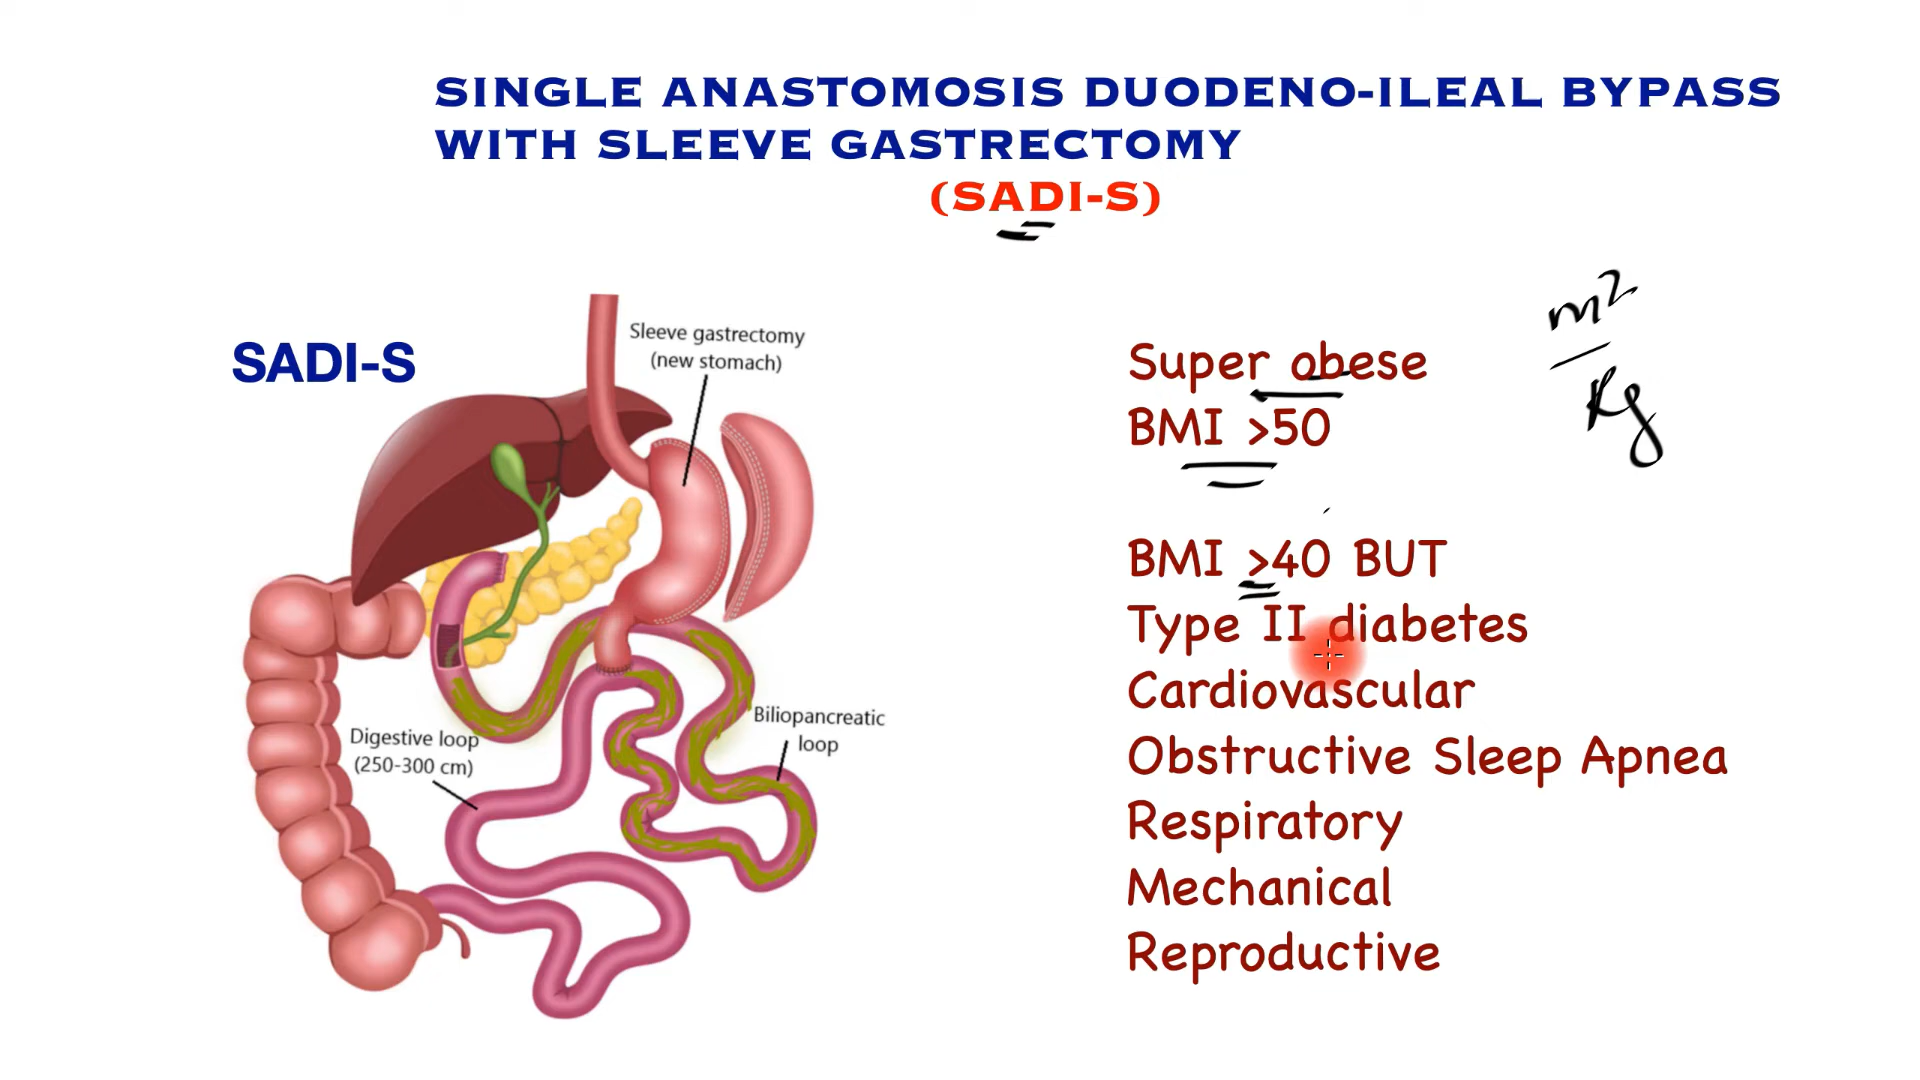 SINGLE ANASTOMOSIS DUODENO-ILEAL BYPASS
WITH SLEEVE GASTRECTOMY
(SADI-S)
SADI-S
Sleeve gastrectomy
(new stomach)
Digestive loop
(250-300 cm)
Biliopancreatic
loop
Super obese
BMI >50
m²
Kg
BMI >40 BUT
Type II diabetes
Cardiovascular
Obstructive Sleep Apnea
Respiratory
Mechanical
Reproductive